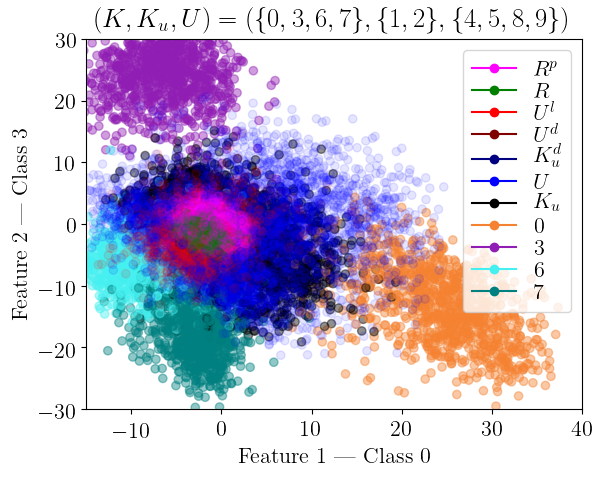 (K, K_u, U) = ({0, 3, 6, 7}, {1, 2}, {4, 5, 8, 9})
30
20
10
0
−10
−20
−30
Feature 2 — Class 3
R^p
R
U^l
U^d
K_u^d
U
K_u
0
3
6
7
−10
0
10
20
30
40
Feature 1 — Class 0